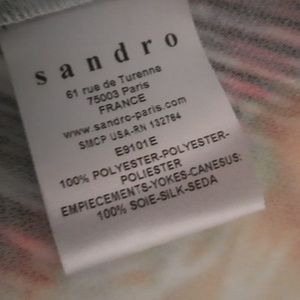 sandro
61 rue de Turenne
75003 Paris
FRANCE
www.sandro-paris.com
SMCP USA-RN 132784
E9101E
100% POLYESTER-POLYESTER-
POLIESTER
EMPIECEMENTS-YOKES-CANESUS:
100% SOIE-SILK-SEDA